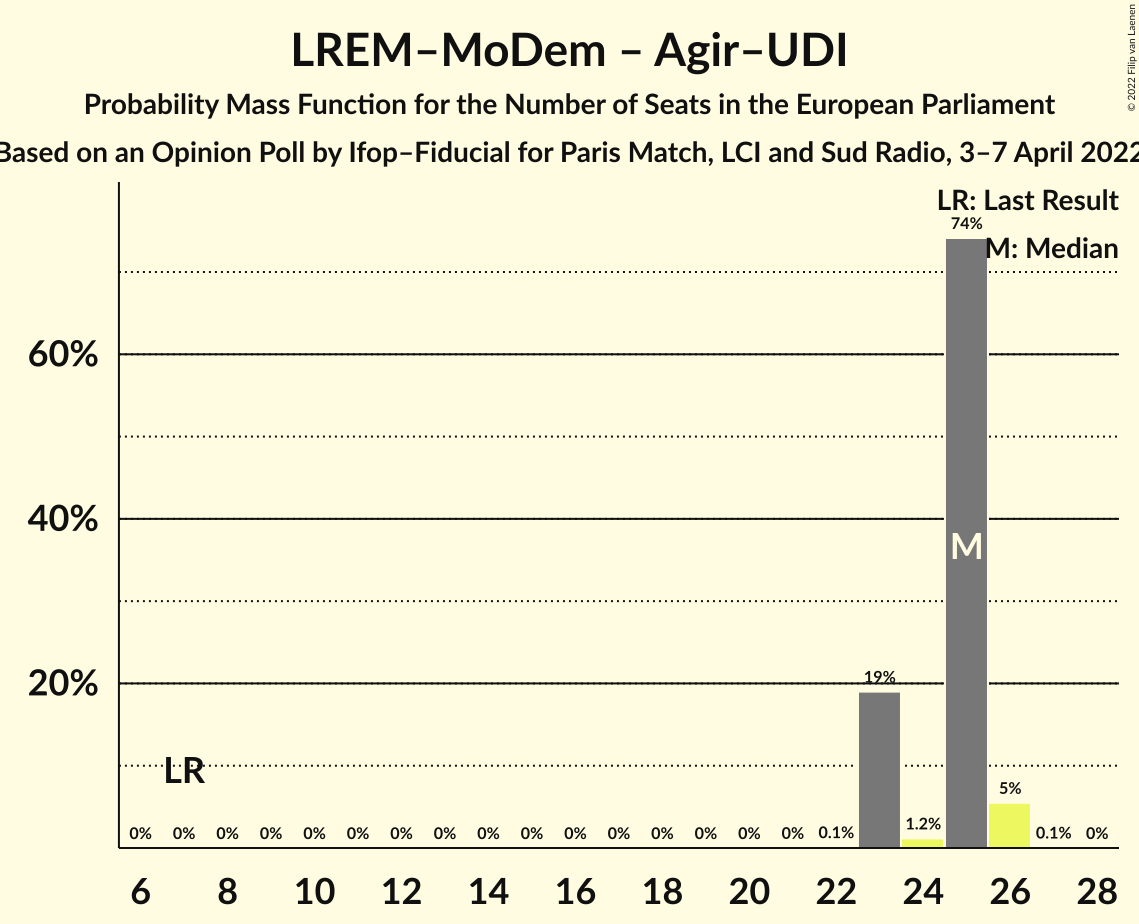 LREM–MoDem – Agir–UDI
Probability Mass Function for the Number of Seats in the European Parliament
Based on an Opinion Poll by Ifop–Fiducial for Paris Match, LCI and Sud Radio, 3–7 April 2022
© 2022 Filip van Laenen
LR: Last Result
M: Median
74%
60%
40%
M
20%
19%
LR
0% 0% 0% 0% 0% 0% 0% 0% 0% 0% 0% 0% 0% 0% 0% 0% 0.1% 1.2% 5% 0.1% 0%
6 8 10 12 14 16 18 20 22 24 26 28